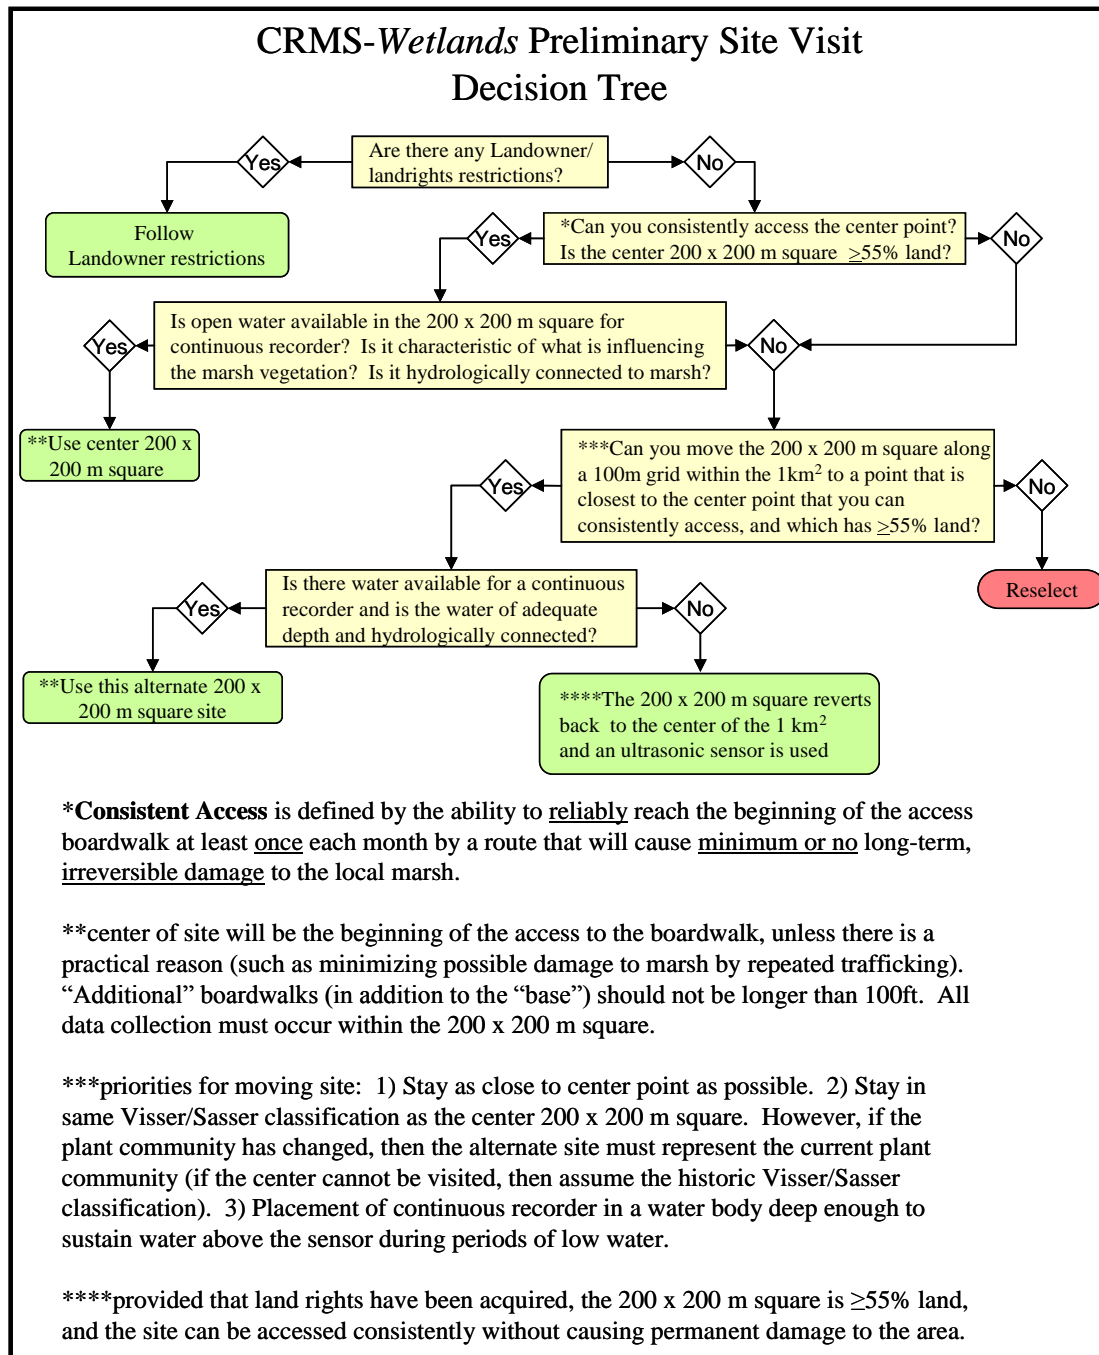 CRMS-Wetlands Preliminary Site Visit
Decision Tree
Yes
Are there any Landowner/
landrights restrictions?
No
Follow
Landowner restrictions
Yes
*Can you consistently access the center point?
Is the center 200 x 200 m square ≥55% land?
No
Yes
Is open water available in the 200 x 200 m square for
continuous recorder? Is it characteristic of what is influencing
the marsh vegetation? Is it hydrologically connected to marsh?
No
**Use center 200 x
200 m square
Yes
***Can you move the 200 x 200 m square along
a 100m grid within the 1km² to a point that is
closest to the center point that you can
consistently access, and which has ≥55% land?
No
Reselect
Yes
Is there water available for a continuous
recorder and is the water of adequate
depth and hydrologically connected?
No
**Use this alternate 200 x
200 m square site
****The 200 x 200 m square reverts
back to the center of the 1 km²
and an ultrasonic sensor is used
*Consistent Access is defined by the ability to reliably reach the beginning of the access
boardwalk at least once each month by a route that will cause minimum or no long-term,
irreversible damage to the local marsh.
**center of site will be the beginning of the access to the boardwalk, unless there is a
practical reason (such as minimizing possible damage to marsh by repeated trafficking).
“Additional” boardwalks (in addition to the “base”) should not be longer than 100ft. All
data collection must occur within the 200 x 200 m square.
***priorities for moving site: 1) Stay as close to center point as possible. 2) Stay in
same Visser/Sasser classification as the center 200 x 200 m square. However, if the
plant community has changed, then the alternate site must represent the current plant
community (if the center cannot be visited, then assume the historic Visser/Sasser
classification). 3) Placement of continuous recorder in a water body deep enough to
sustain water above the sensor during periods of low water.
****provided that land rights have been acquired, the 200 x 200 m square is ≥55% land,
and the site can be accessed consistently without causing permanent damage to the area.